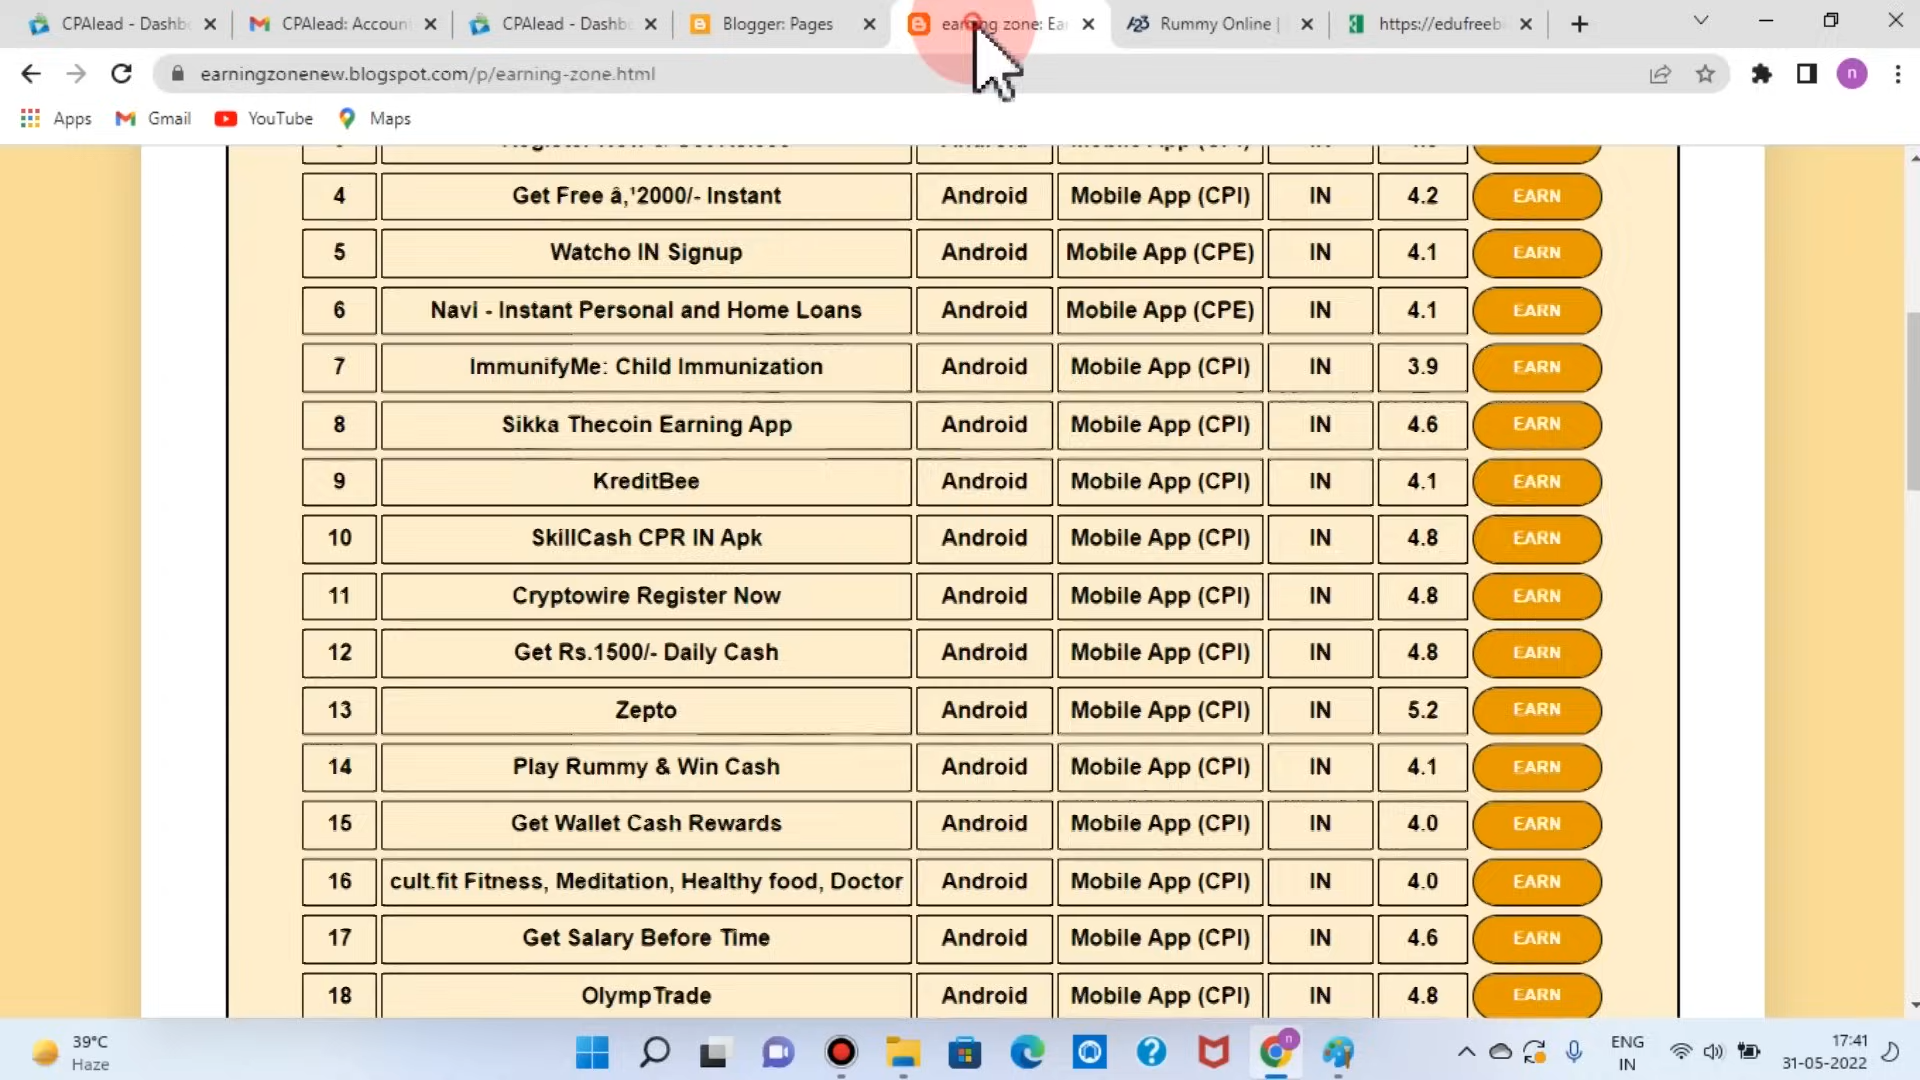 CPAlead - Dashb
CPAlead: Accoun
CPAlead - Dashb
Blogger: Pages
earning zone: Ea
A23 Rummy Online |
https://edufreeb
earningzonenew.blogspot.com/p/earning-zone.html
n
Apps Gmail YouTube Maps
4 Get Free â‚¹2000/- Instant Android Mobile App (CPI) IN 4.2 EARN
5 Watcho IN Signup Android Mobile App (CPE) IN 4.1 EARN
6 Navi - Instant Personal and Home Loans Android Mobile App (CPE) IN 4.1 EARN
7 ImmunifyMe: Child Immunization Android Mobile App (CPI) IN 3.9 EARN
8 Sikka Thecoin Earning App Android Mobile App (CPI) IN 4.6 EARN
9 KreditBee Android Mobile App (CPI) IN 4.1 EARN
10 SkillCash CPR IN Apk Android Mobile App (CPI) IN 4.8 EARN
11 Cryptowire Register Now Android Mobile App (CPI) IN 4.8 EARN
12 Get Rs.1500/- Daily Cash Android Mobile App (CPI) IN 4.8 EARN
13 Zepto Android Mobile App (CPI) IN 5.2 EARN
14 Play Rummy & Win Cash Android Mobile App (CPI) IN 4.1 EARN
15 Get Wallet Cash Rewards Android Mobile App (CPI) IN 4.0 EARN
16 cult.fit Fitness, Meditation, Healthy food, Doctor Android Mobile App (CPI) IN 4.0 EARN
17 Get Salary Before Time Android Mobile App (CPI) IN 4.6 EARN
18 OlympTrade Android Mobile App (CPI) IN 4.8 EARN
39°C
Haze
n
ENG
IN
17:41
31-05-2022